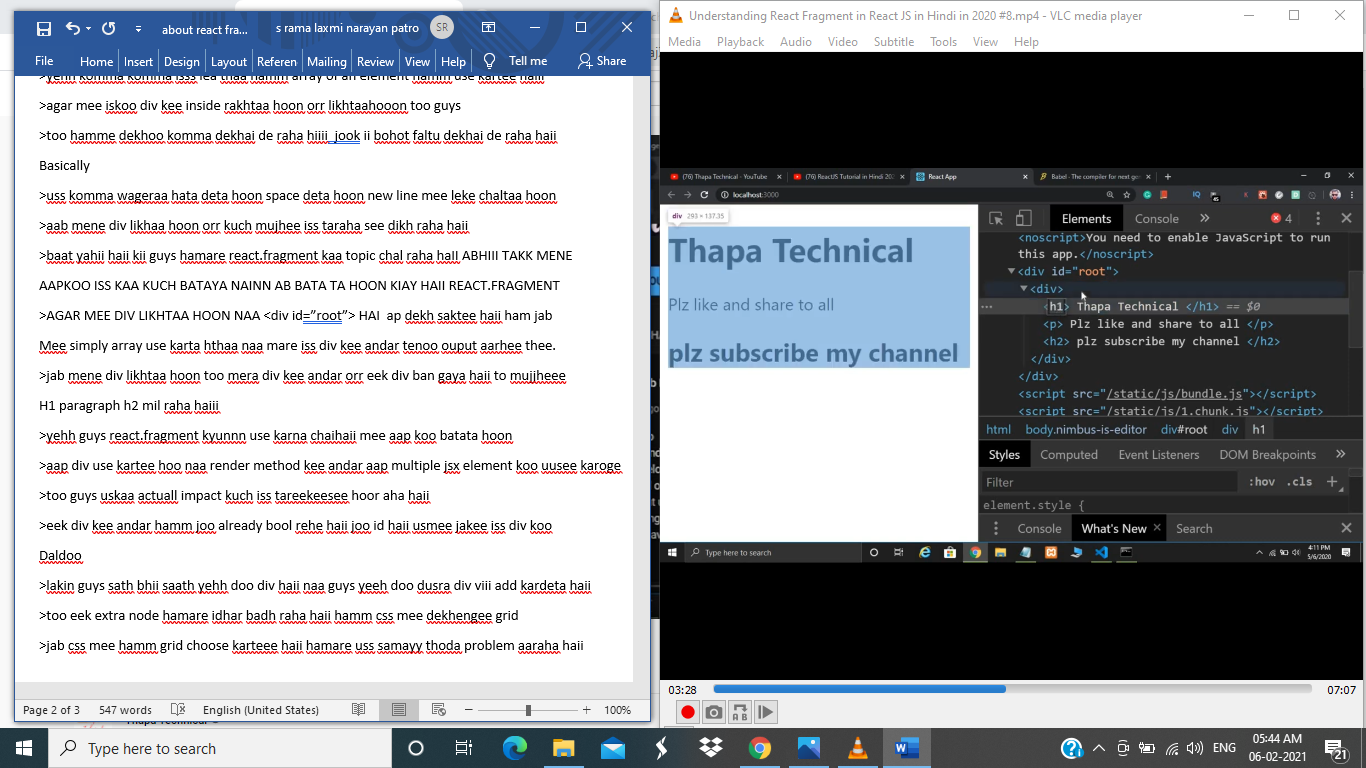 about react fra...
s rama laxmi narayan patro
SR
File Home Insert Design Layout Referen Mailing Review View Help Tell me Share
>agar mee iskoo div kee inside rakhtaa hoon orr likhtaahooon too guys
>too hamme dekhoo komma dekhai de raha hiiii jook ii bohot faltu dekhai de raha haii
Basically
>uss komma wageraa hata deta hoon space deta hoon new line mee leke chaltaa hoon
>aab mene div likhaa hoon orr kuch mujhee iss taraha see dikh raha haii
>baat yahii haii kii guys hamare react.fragment kaa topic chal raha haII ABHIII TAKK MENE
AAPKOO ISS KAA KUCH BATAYA NAINN AB BATA TA HOON KIAY HAII REACT.FRAGMENT
>AGAR MEE DIV LIKHTAA HOON NAA <div id=”root”> HAI ap dekh saktee haii ham jab
Mee simply array use karta hthaa naa mare iss div kee andar tenoo ouput aarhee thee.
>jab mene div likhtaa hoon too mera div kee andar orr eek div ban gaya haii to mujjheee
H1 paragraph h2 mil raha haiii
>yehh guys react.fragment kyunnn use karna chaihaii mee aap koo batata hoon
>aap div use kartee hoo naa render method kee andar aap multiple jsx element koo uusee karoge
>too guys uskaa actuall impact kuch iss tareekeesee hoor aha haii
>eek div kee andar hamm joo already bool rehe haii joo id haii usmee jakee iss div koo
Daldoo
>lakin guys sath bhii saath yehh doo div haii naa guys yeeh doo dusra div viii add kardeta haii
>too eek extra node hamare idhar badh raha haii hamm css mee dekhengee grid
>jab css mee hamm grid choose karteee haii hamare uss samayy thoda problem aaraha haii
Page 2 of 3 547 words English (United States) 100%
Understanding React Fragment in React JS in Hindi in 2020 #8.mp4 - VLC media player
Media Playback Audio Video Subtitle Tools View Help
(76) Thapa Technical - YouTube
(76) ReactJS Tutorial in Hindi 202
React App
Babel - The compiler for next ge
localhost:3000
div 293 × 137.35
Thapa Technical
Plz like and share to all
plz subscribe my channel
Elements Console » 4
<noscript>You need to enable JavaScript to run
this app.</noscript>
<div id="root">
<div>
<h1> Thapa Technical </h1> == $0
<p> Plz like and share to all </p>
<h2> plz subscribe my channel </h2>
</div>
</div>
<script src="/static/js/bundle.js"></script>
<script src="/static/js/1.chunk.js"></script>
html body.nimbus-is-editor div#root div h1
Styles Computed Event Listeners DOM Breakpoints »
Filter :hov .cls +
element.style {
Console What's New Search
Type here to search
4:11 PM
5/6/2020
03:28
07:07
Type here to search
ENG
05:44 AM
06-02-2021
21